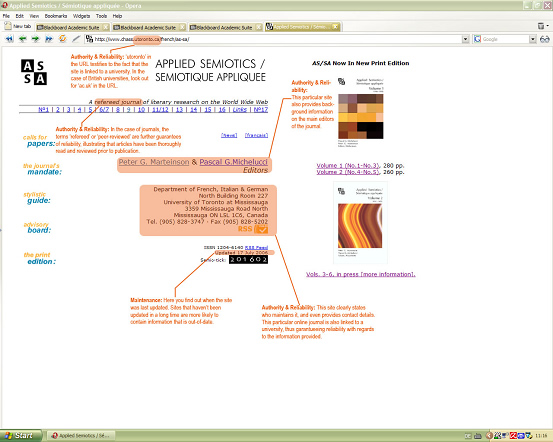 Applied Semiotics / Sémiotique appliquée - Opera
File Edit View Bookmarks Widgets Tools Help
New tab Blackboard Academic Suite Blackboard Academic Suite Blackboard Academic Suite Applied Semiotics / Sémi...
http://www.chass.utoronto.ca/french/as-sa/
Google
Authority & Reliability: 'utoronto' in
the URL testifies to the fact that the
site is linked to a university. In the
case of British universities, look out
for 'ac.uk' in the URL.
AS
SA
APPLIED SEMIOTICS /
SÉMIOTIQUE APPLIQUÉE
A refereed journal of literary research on the World Wide Web
Nº1 | 2 | 3 | 4 | 5 | 6/7 | 8 | 9 | 10 | 11/12 | 13 | 14 | 15 | 16 | Links | Nº17
Authority & Reliability: In the case of journals, the
terms 'refereed' or 'peer-reviewed' are further guarantees
of reliability, illustrating that articles have been thoroughly
read and reviewed prior to publication.
[News] [français]
calls for
papers:
the journal's
mandate:
stylistic
guide:
advisory
board:
the print
edition:
Peter G. Marteinson & Pascal G.Michelucci
Editors
Department of French, Italian & German
North Building Room 227
University of Toronto at Mississauga
3359 Mississauga Road North
Mississauga ON L5L 1C6, Canada
Tel. (905) 828-3747 - Fax (905) 828-5202
RSS
ISSN 1204-6140 RSS Feed
Updated 17 July 2006
Semio-tick: 201602
AS/SA Now In New Print Edition
Authority & Reli-
ability:
This particular site
also provides back-
ground information
on the main editors
of the journal.
Volume 1 (No.1-No.3), 280 pp.
Volume 2 (No.4-No.5), 260 pp.
Vols. 3-6, in press [more information].
Maintenance: Here you find out when the site
was last updated. Sites that haven't been
updated in a long time are more likely to
contain information that is out-of-date.
Authority & Reliability: This site clearly states
who maintains it, and even provides contact details.
This particular online journal is also linked to a
university, thus garantueeing reliability with regards
to the information provided.
Start Applied Semiotics / Sé...
11:16